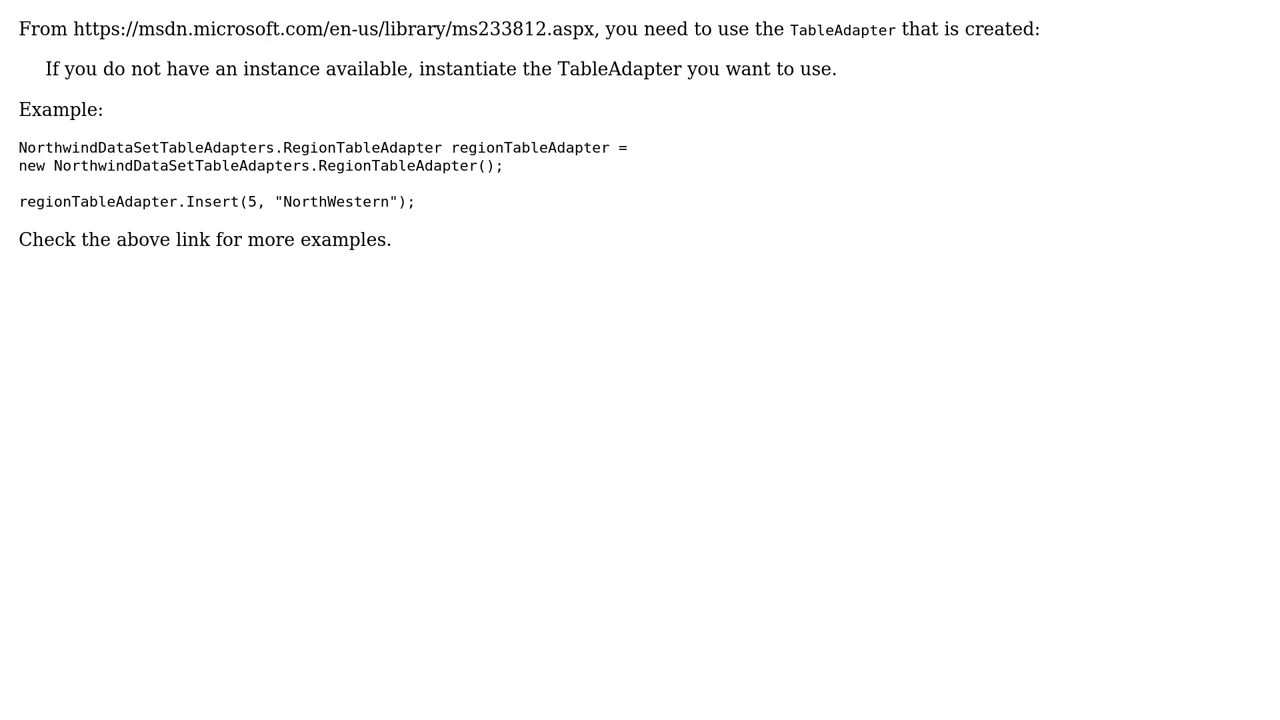 From https://msdn.microsoft.com/en-us/library/ms233812.aspx, you need to use the TableAdapter that is created:
If you do not have an instance available, instantiate the TableAdapter you want to use.
Example:
NorthwindDataSetTableAdapters.RegionTableAdapter regionTableAdapter =
new NorthwindDataSetTableAdapters.RegionTableAdapter();
regionTableAdapter.Insert(5, "NorthWestern");
Check the above link for more examples.